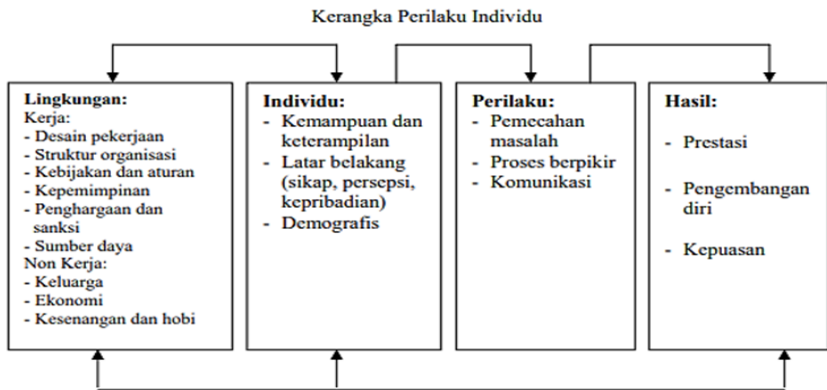 Kerangka Perilaku Individu
Lingkungan:
Kerja:
- Desain pekerjaan
- Struktur organisasi
- Kebijakan dan aturan
- Kepemimpinan
- Penghargaan dan
sanksi
- Sumber daya
Non Kerja:
- Keluarga
- Ekonomi
- Kesenangan dan hobi
Individu:
- Kemampuan dan
keterampilan
- Latar belakang
(sikap, persepsi,
kepribadian)
- Demografis
Perilaku:
- Pemecahan
masalah
- Proses berpikir
- Komunikasi
Hasil:
- Prestasi
- Pengembangan
diri
- Kepuasan